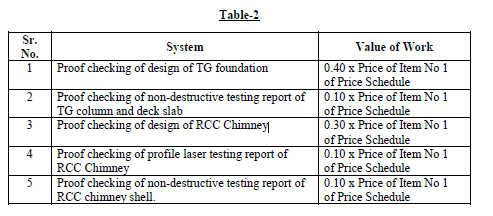 Table-2
Sr. No. System Value of Work
1 Proof checking of design of TG foundation 0.40 x Price of Item No 1
of Price Schedule
2 Proof checking of non-destructive testing report of 0.10 x Price of Item No 1
TG column and deck slab of Price Schedule
3 Proof checking of design of RCC Chimney 0.30 x Price of Item No 1
of Price Schedule
4 Proof checking of profile laser testing report of 0.10 x Price of Item No 1
RCC Chimney of Price Schedule
5 Proof checking of non-destructive testing report of 0.10 x Price of Item No 1
RCC chimney shell. of Price Schedule